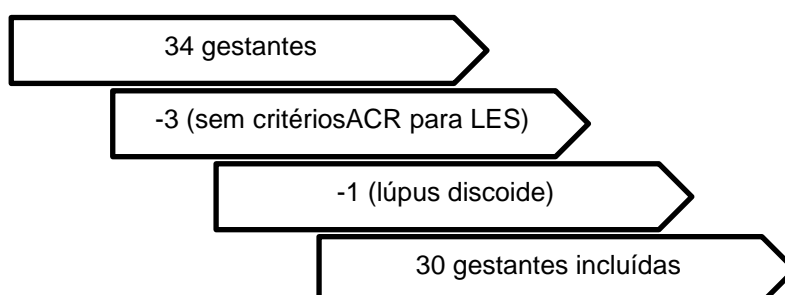 34 gestantes
-3 (sem critériosACR para LES)
-1 (lúpus discoide)
30 gestantes incluídas